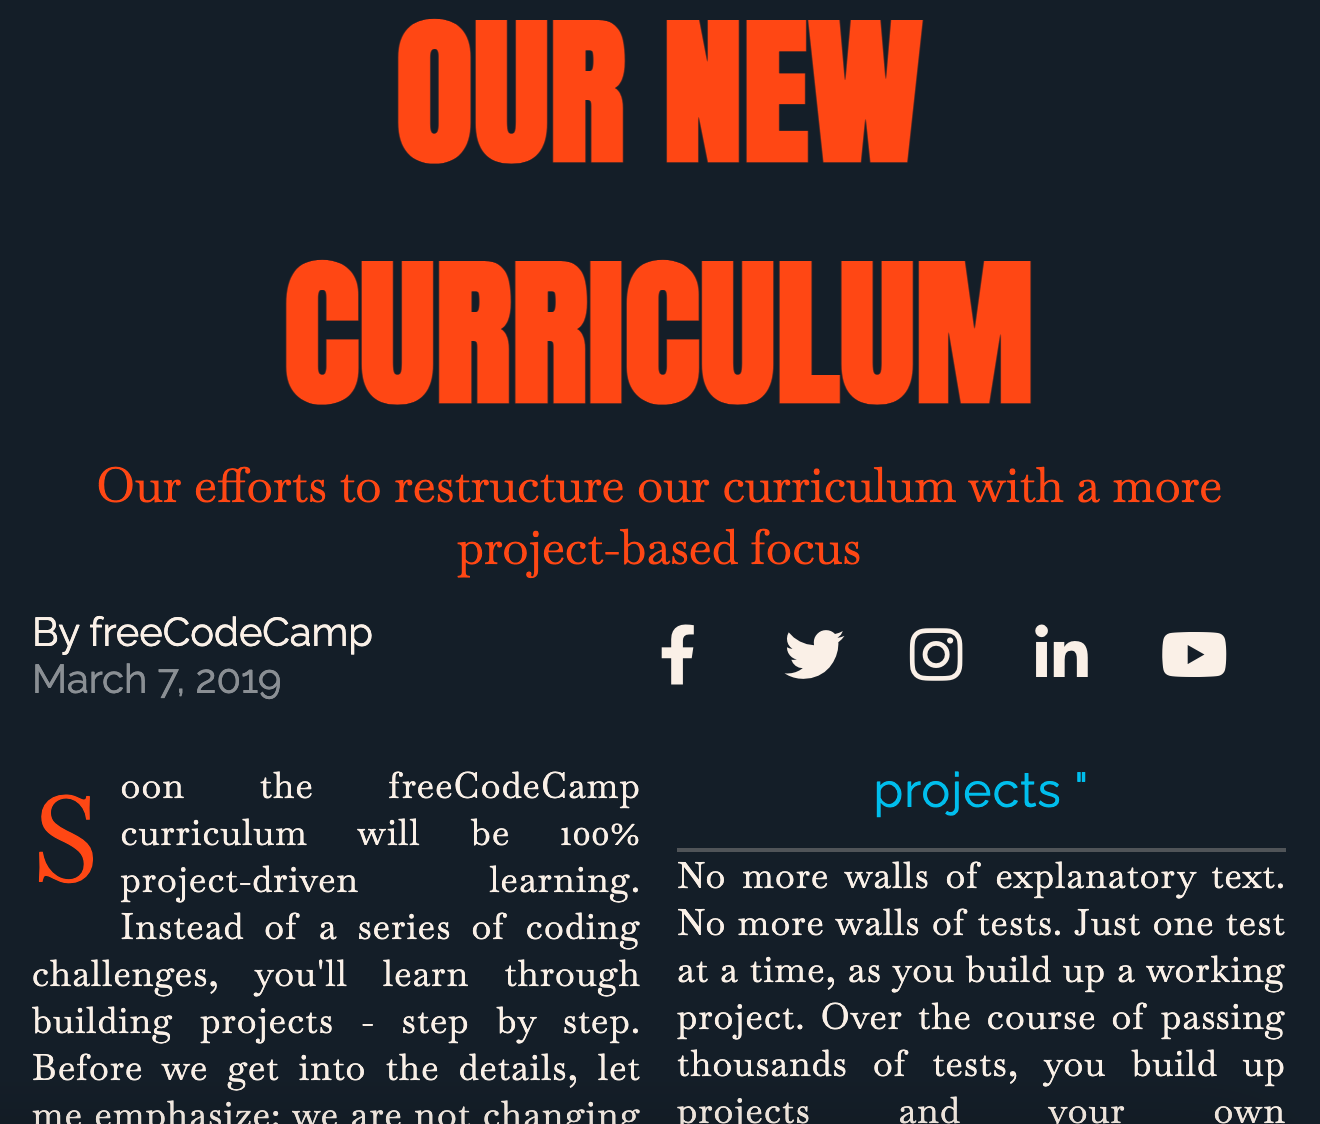 OUR NEW
CURRICULUM
Our efforts to restructure our curriculum with a more
project-based focus
By freeCodeCamp
March 7, 2019
Soon the freeCodeCamp
curriculum will be 100%
project-driven learning.
Instead of a series of coding
challenges, you'll learn through
building projects - step by step.
Before we get into the details, let
me emphasize: we are not changing
projects "
No more walls of explanatory text.
No more walls of tests. Just one test
at a time, as you build up a working
project. Over the course of passing
thousands of tests, you build up
projects and your own